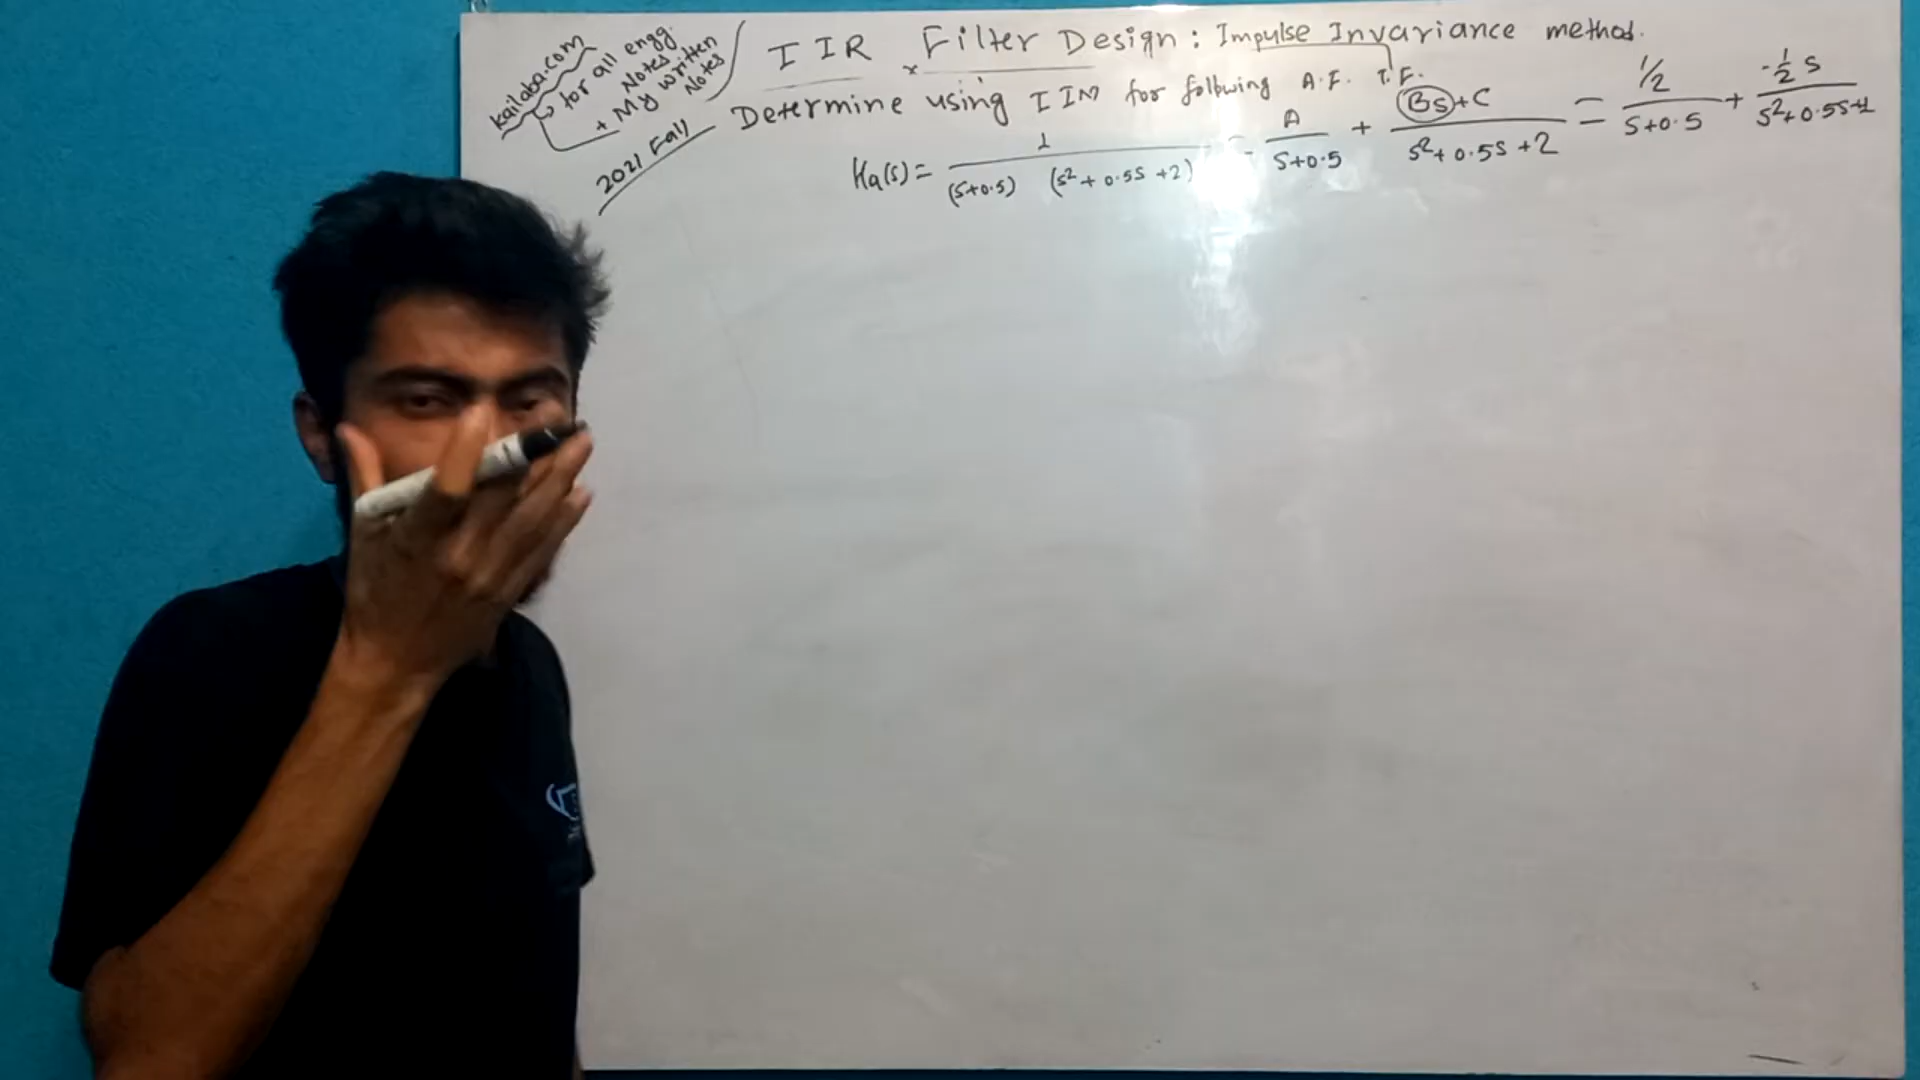 kailaba.com
for all engg
Notes
+ My written
Notes
IIR Filter Design : Impulse Invariance method.
2021 Fall
Determine using IIM for following A.F. T.F.
Ha(s) = 1 / (s+0.5) (s²+0.5s+2) = A / s+0.5 + Bs+C / s²+0.5s+2 = 1/2 / s+0.5 + -1/2 s / s²+0.5s+2